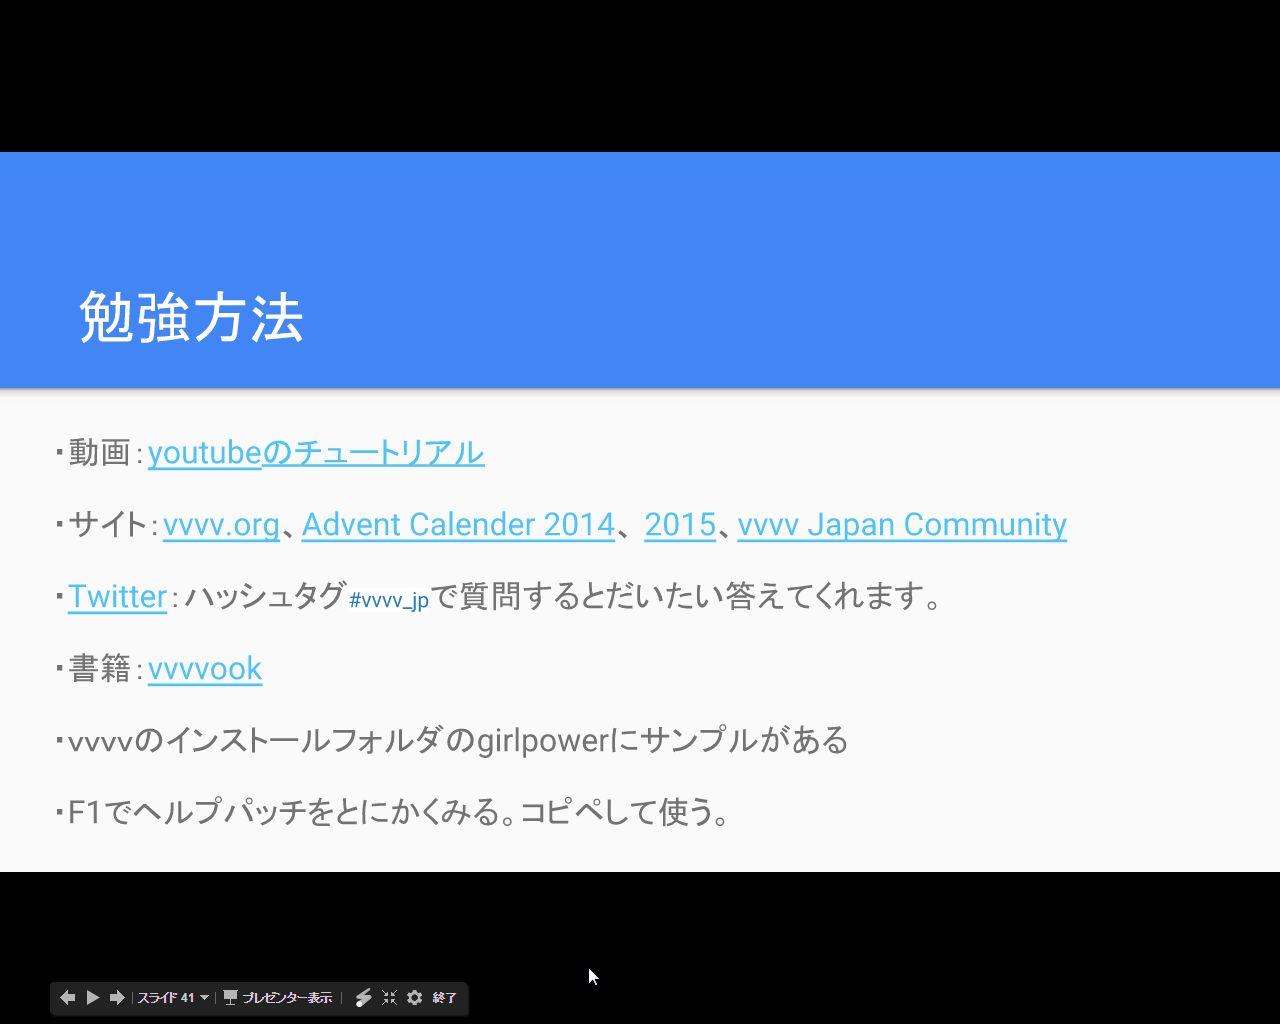 勉強方法
・動画：youtubeのチュートリアル
・サイト：vvvv.org、Advent Calender 2014、 2015、vvvv Japan Community
・Twitter：ハッシュタグ#vvvv_jpで質問するとだいたい答えてくれます。
・書籍：vvvvook
・vvvvのインストールフォルダのgirlpowerにサンプルがある
・F1でヘルプパッチをとにかくみる。コピペして使う。
スライド 41 プレゼンター表示 終了